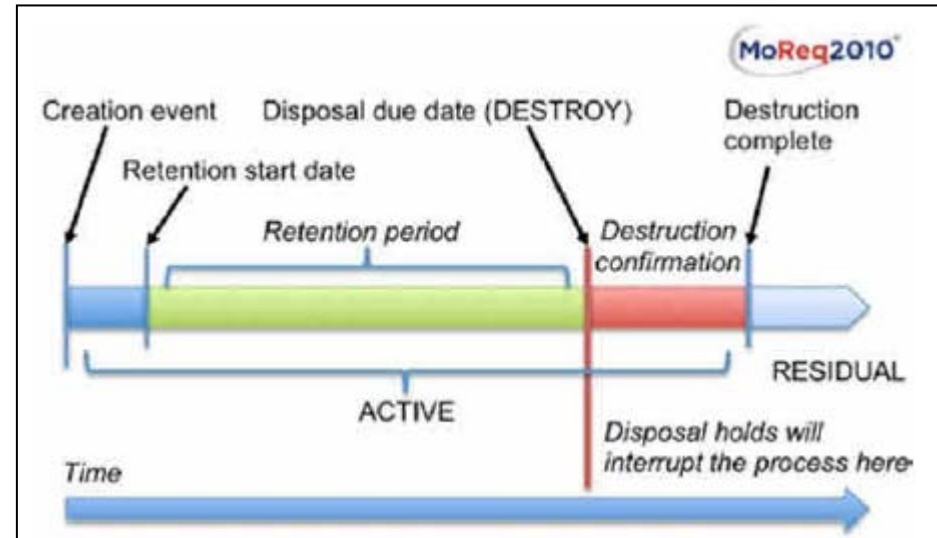 MoReq2010®
Creation event
Disposal due date (DESTROY)
Destruction
complete
Retention start date
Retention period
Destruction
confirmation
RESIDUAL
ACTIVE
Disposal holds will
interrupt the process here
Time